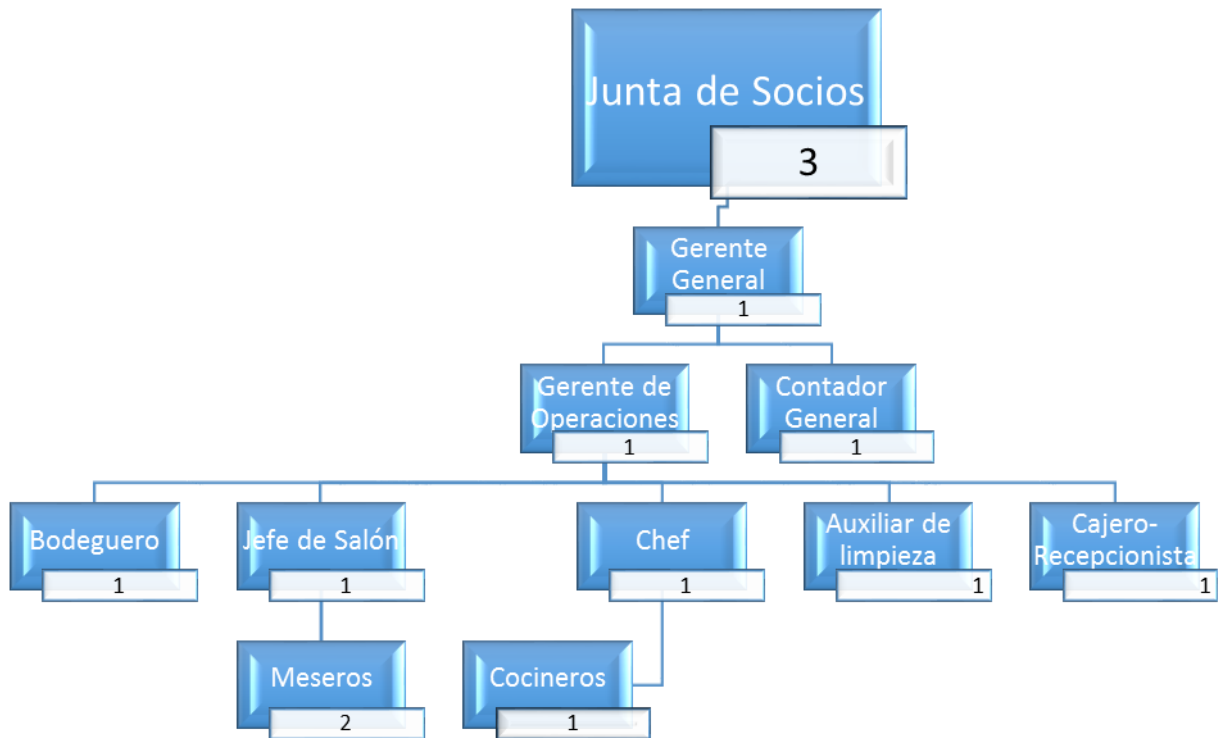 Junta de Socios
3
Gerente
General
1
Gerente de
Operaciones
1
Contador
General
1
Bodeguero
1
Jefe de Salón
1
Chef
1
Auxiliar de
limpieza
1
Cajero-
Recepcionista
1
Meseros
2
Cocineros
1